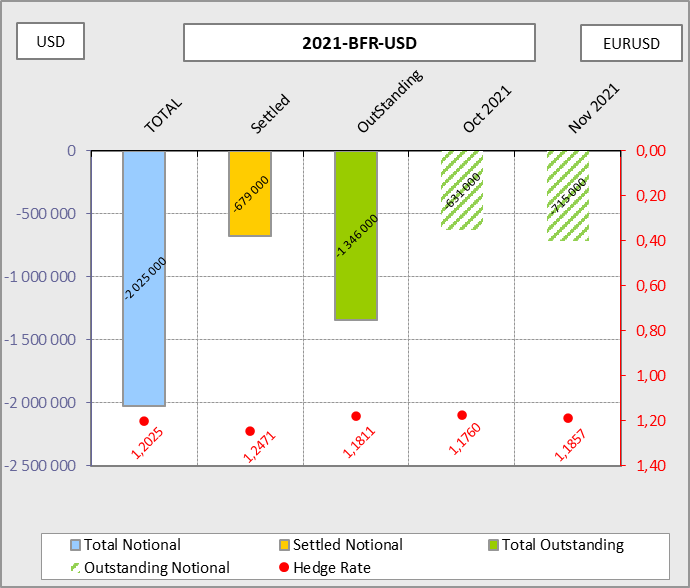 USD
2021-BFR-USD
EURUSD
TOTAL
Settled
OutStanding
Oct 2021
Nov 2021
0
-500 000
-1 000 000
-1 500 000
-2 000 000
-2 500 000
0,00
0,20
0,40
0,60
0,80
1,00
1,20
1,40
-2 025 000
-679 000
-1 346 000
-631 000
-715 000
1,2025
1,2471
1,1811
1,1760
1,1857
Total Notional
Settled Notional
Total Outstanding
Outstanding Notional
Hedge Rate